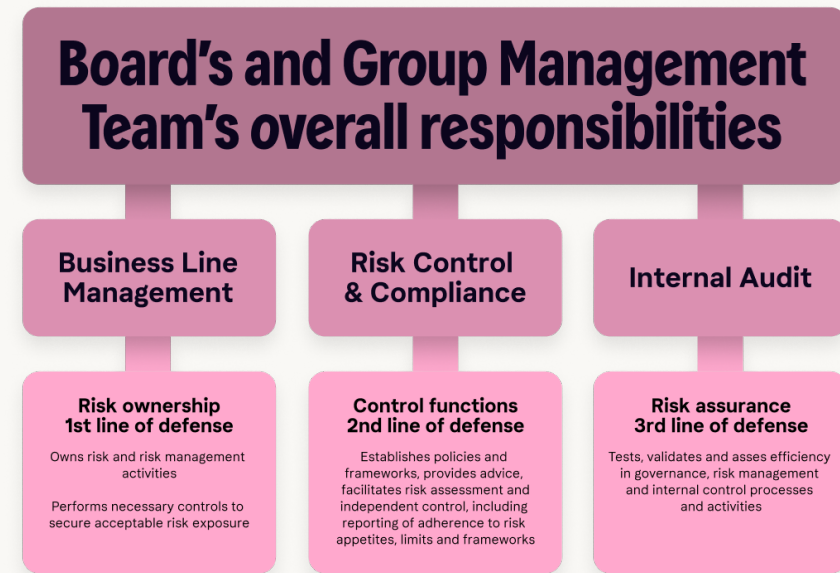 Board's and Group Management
Team's overall responsibilities
Business Line
Management
Risk Control
& Compliance
Internal Audit
Risk ownership
1st line of defense
Owns risk and risk management
activities
Performs necessary controls to
secure acceptable risk exposure
Control functions
2nd line of defense
Establishes policies and
frameworks, provides advice,
facilitates risk assessment and
independent control, including
reporting of adherence to risk
appetites, limits and frameworks
Risk assurance
3rd line of defense
Tests, validates and asses efficiency
in governance, risk management
and internal control processes
and activities